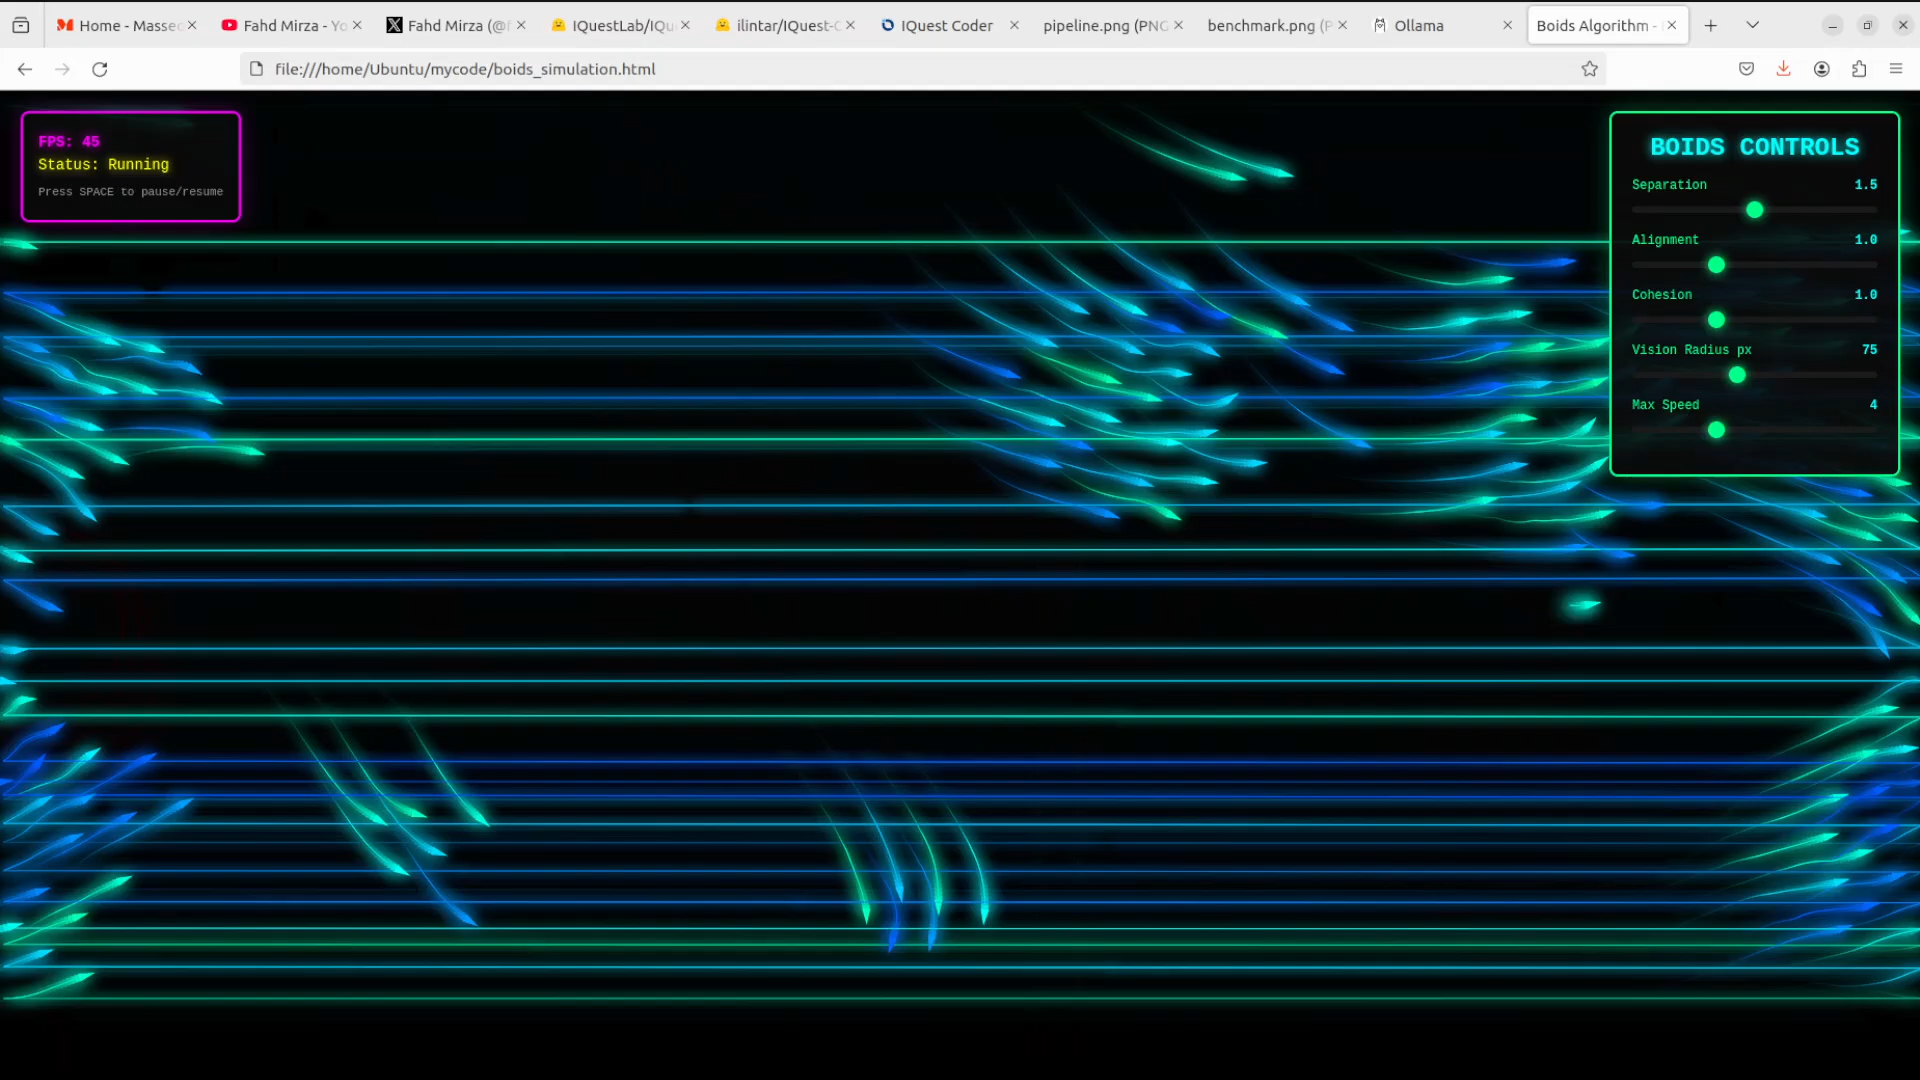 Home - Massec
Fahd Mirza - Yo
Fahd Mirza (@f
IQuestLab/IQu
ilintar/IQuest-C
IQuest Coder
pipeline.png (PNG
benchmark.png (P
Ollama
Boids Algorithm -
file:///home/Ubuntu/mycode/boids_simulation.html
FPS: 45
Status: Running
Press SPACE to pause/resume
BOIDS CONTROLS
Separation 1.5
Alignment 1.0
Cohesion 1.0
Vision Radius px 75
Max Speed 4